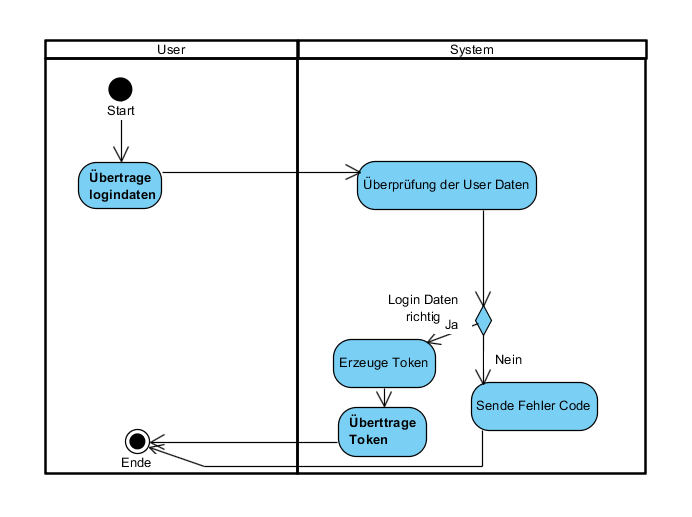 User
System
Start
Übertrage
logindaten
Überprüfung der User Daten
Login Daten
richtig
Ja
Nein
Erzeuge Token
Sende Fehler Code
Überttrage
Token
Ende